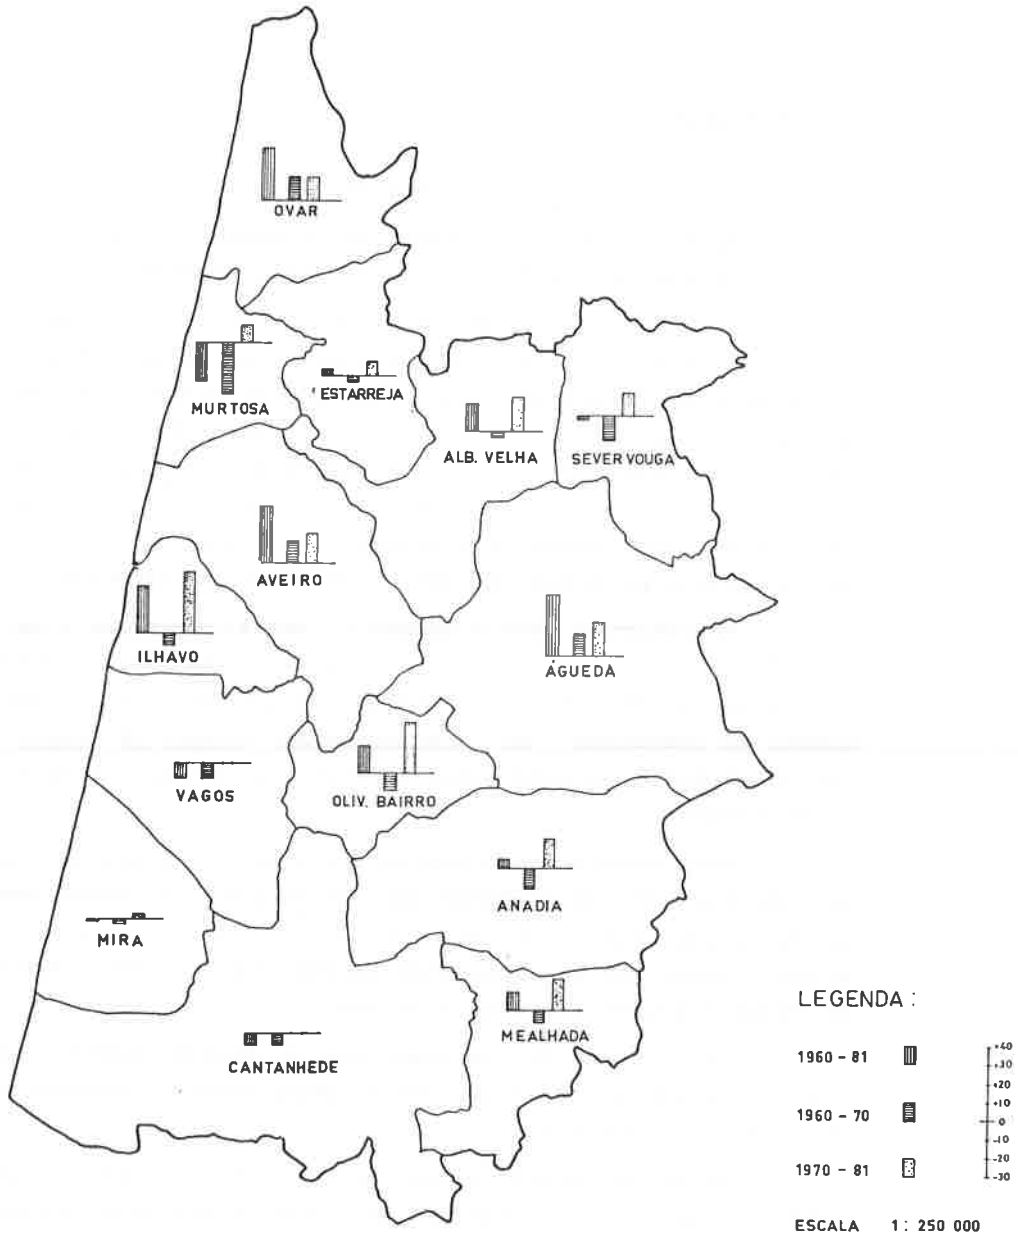 OVAR
MURTOSA
ESTARREJA
ALB. VELHA
SEVER VOUGA
AVEIRO
ILHAVO
ÁGUEDA
VAGOS
OLIV. BAIRRO
ANADIA
MIRA
MEALHADA
CANTANHEDE
LEGENDA :
1960 - 81
1960 - 70
1970 - 81
+40
+30
+20
+10
0
-10
-20
-30
ESCALA 1 : 250 000